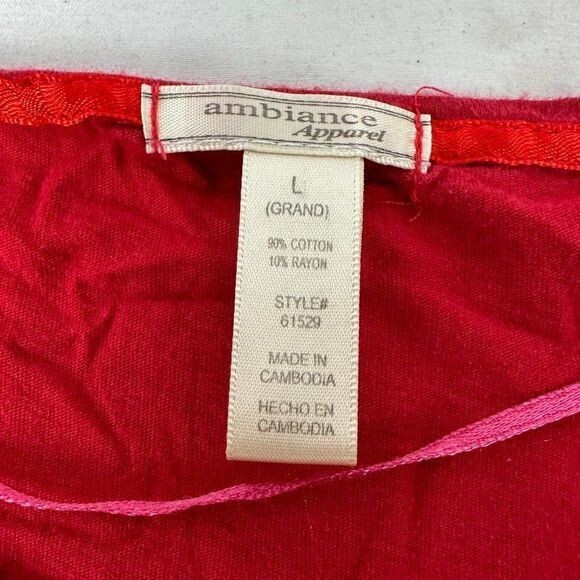 ambiance
Apparel
L
(GRAND)
90% COTTON
10% RAYON
STYLE#
61529
MADE IN
CAMBODIA
HECHO EN
CAMBODIA